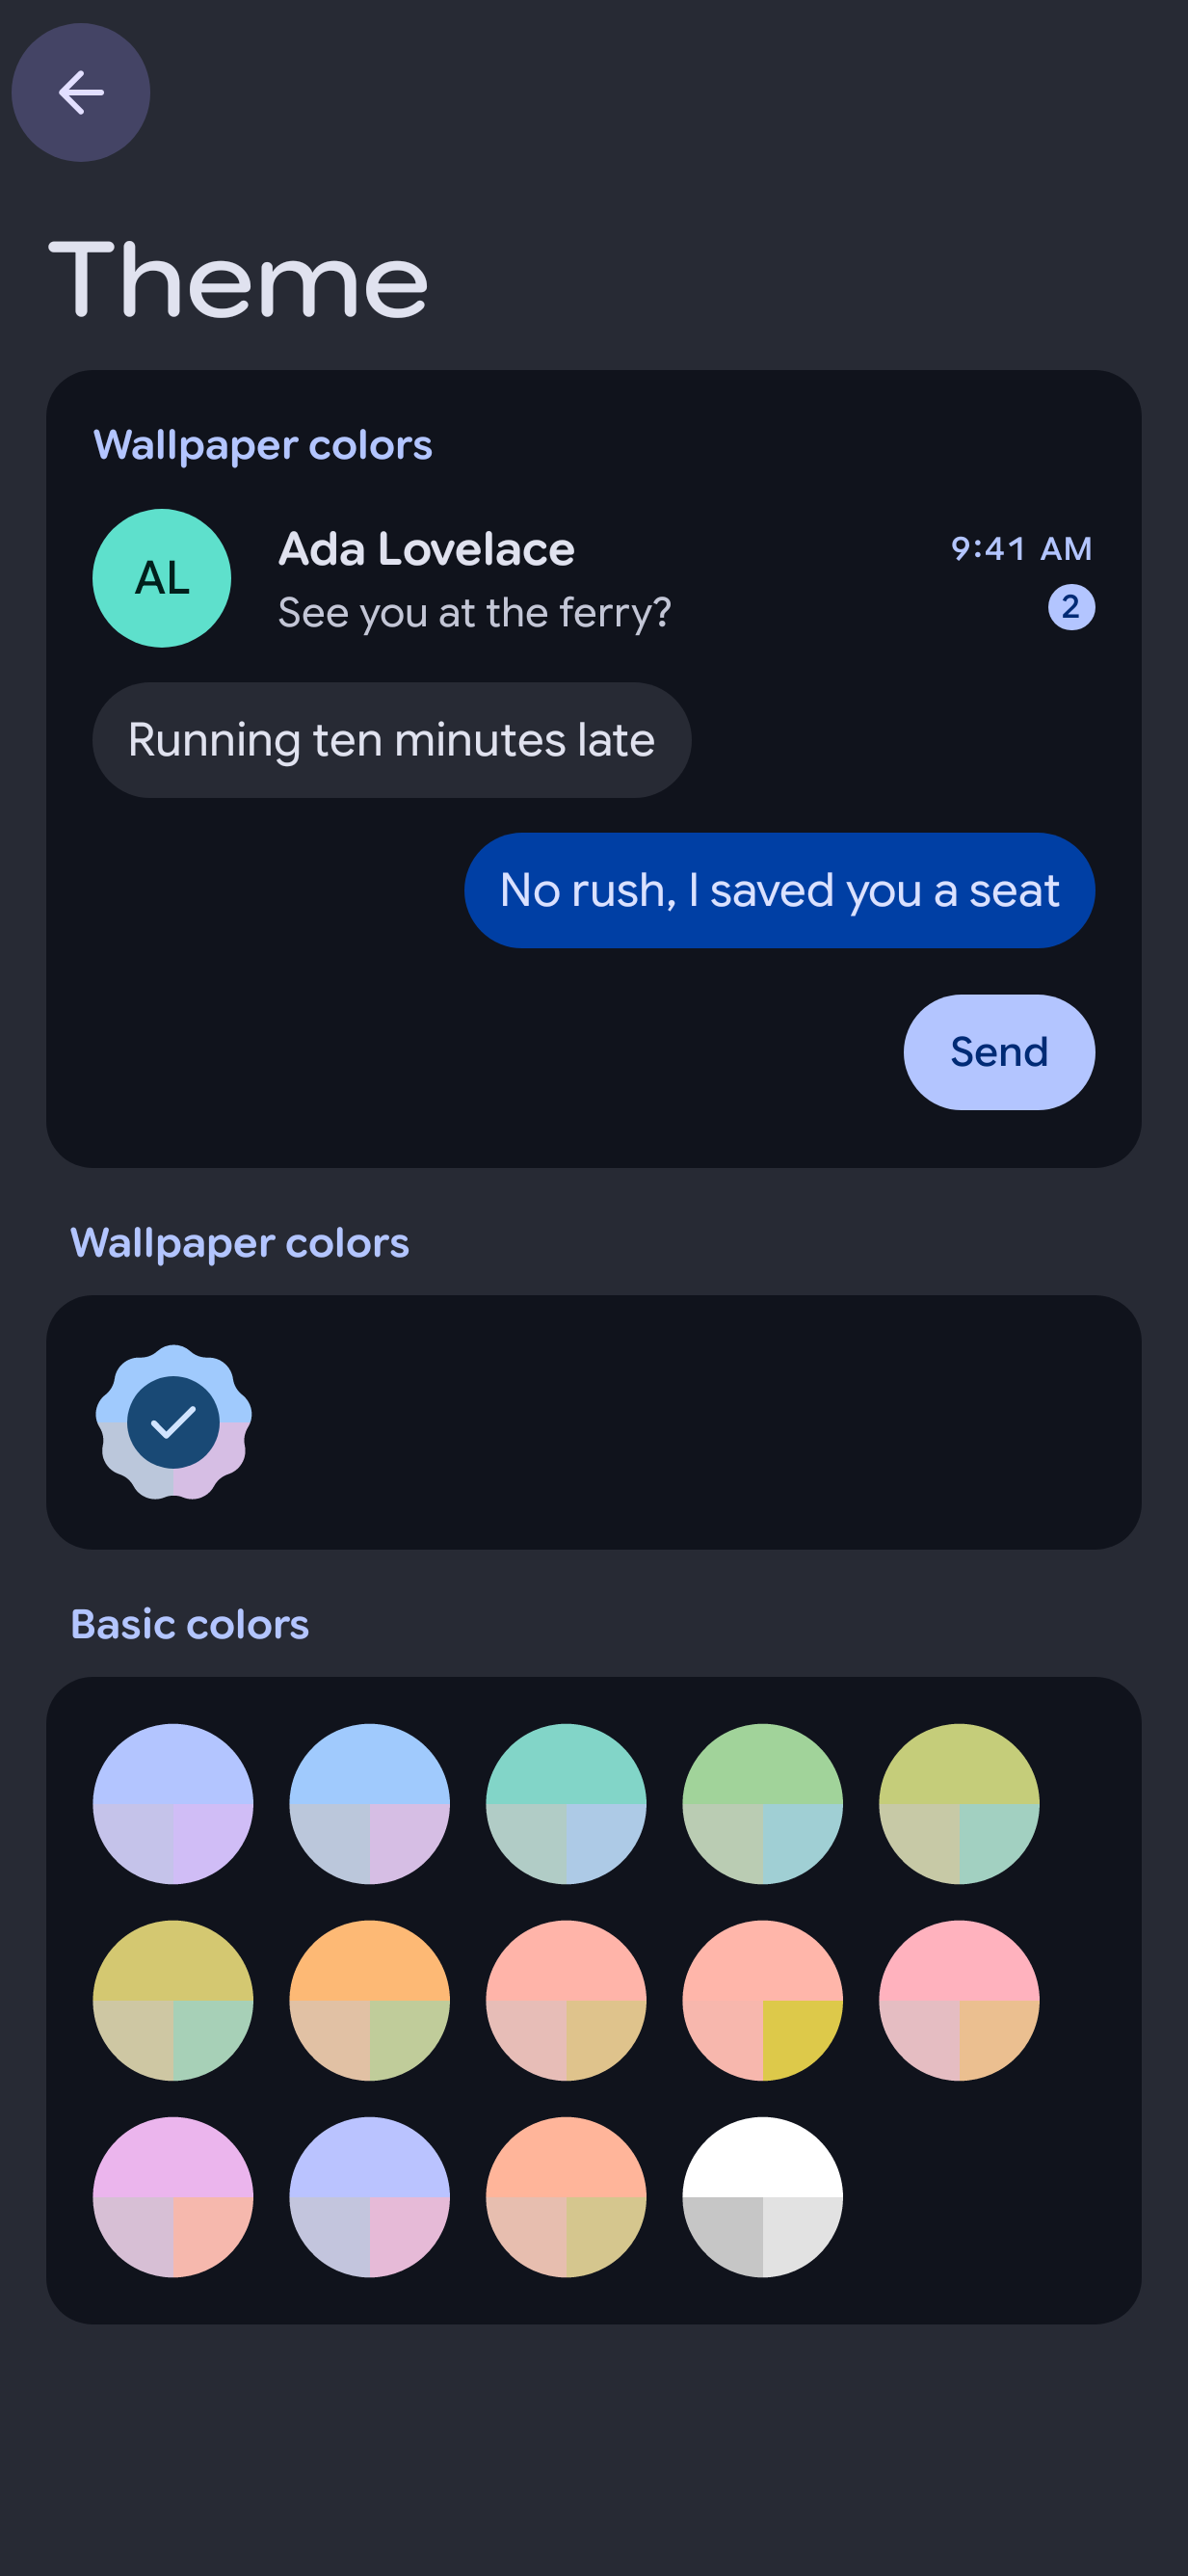 Theme
Wallpaper colors
AL
Ada Lovelace
9:41 AM
See you at the ferry?
2
Running ten minutes late
No rush, I saved you a seat
Send
Wallpaper colors
Basic colors